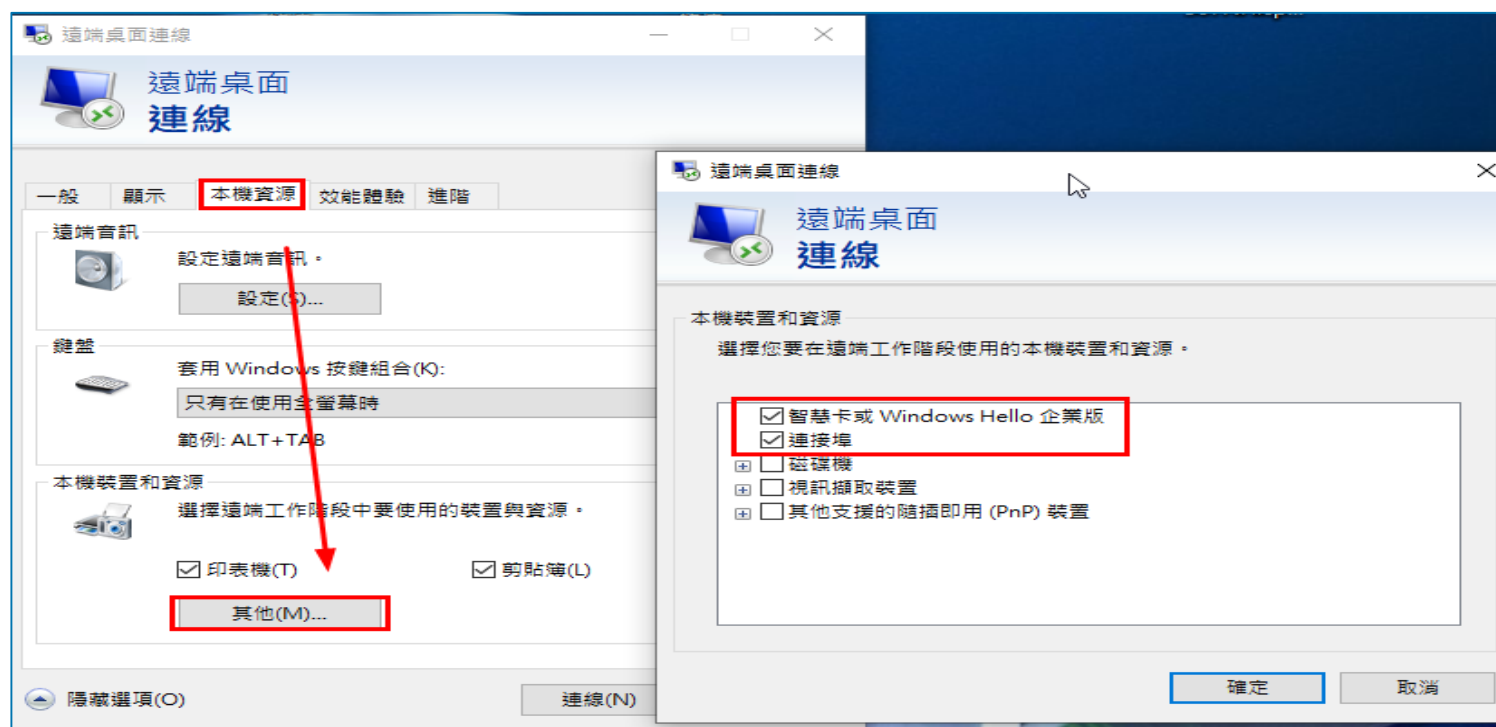 遠端桌面連線
遠端桌面
連線
一般 顯示 本機資源 效能體驗 進階
遠端音訊
設定遠端音訊。
設定(S)...
鍵盤
套用 Windows 按鍵組合(K):
只有在使用全螢幕時
範例: ALT+TAB
本機裝置和資源
選擇遠端工作階段中要使用的裝置與資源。
印表機(T) 剪貼簿(L)
其他(M)...
隱藏選項(O) 連線(N)
遠端桌面連線
遠端桌面
連線
本機裝置和資源
選擇您要在遠端工作階段使用的本機裝置和資源。
智慧卡或 Windows Hello 企業版
連接埠
磁碟機
視訊擷取裝置
其他支援的隨插即用 (PnP) 裝置
確定 取消